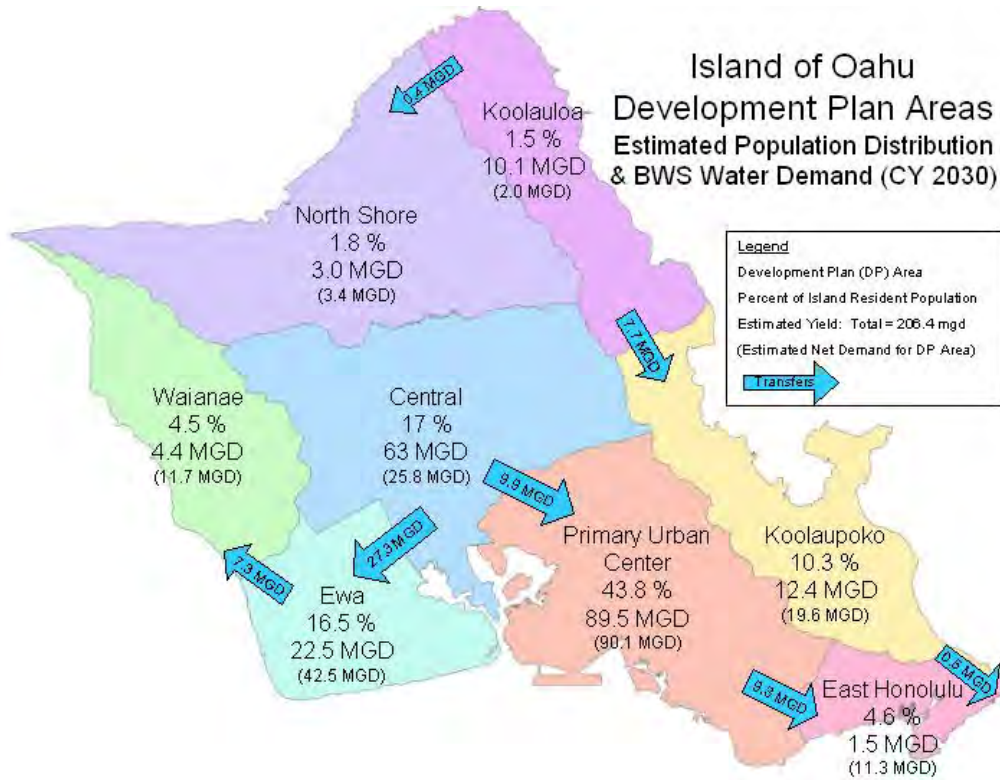 Island of Oahu
Development Plan Areas
Estimated Population Distribution
& BWS Water Demand (CY 2030)
Legend
Development Plan (DP) Area
Percent of Island Resident Population
Estimated Yield: Total = 206.4 mgd
(Estimated Net Demand for DP Area)
Transfers
0.4 MGD
Koolauloa
1.5 %
10.1 MGD
(2.0 MGD)
North Shore
1.8 %
3.0 MGD
(3.4 MGD)
7.7 MGD
Waianae
4.5 %
4.4 MGD
(11.7 MGD)
Central
17 %
63 MGD
(25.8 MGD)
9.9 MGD
27.3 MGD
7.3 MGD
Ewa
16.5 %
22.5 MGD
(42.5 MGD)
Primary Urban
Center
43.8 %
89.5 MGD
(90.1 MGD)
Koolaupoko
10.3 %
12.4 MGD
(19.6 MGD)
9.3 MGD
0.5 MGD
East Honolulu
4.6 %
1.5 MGD
(11.3 MGD)